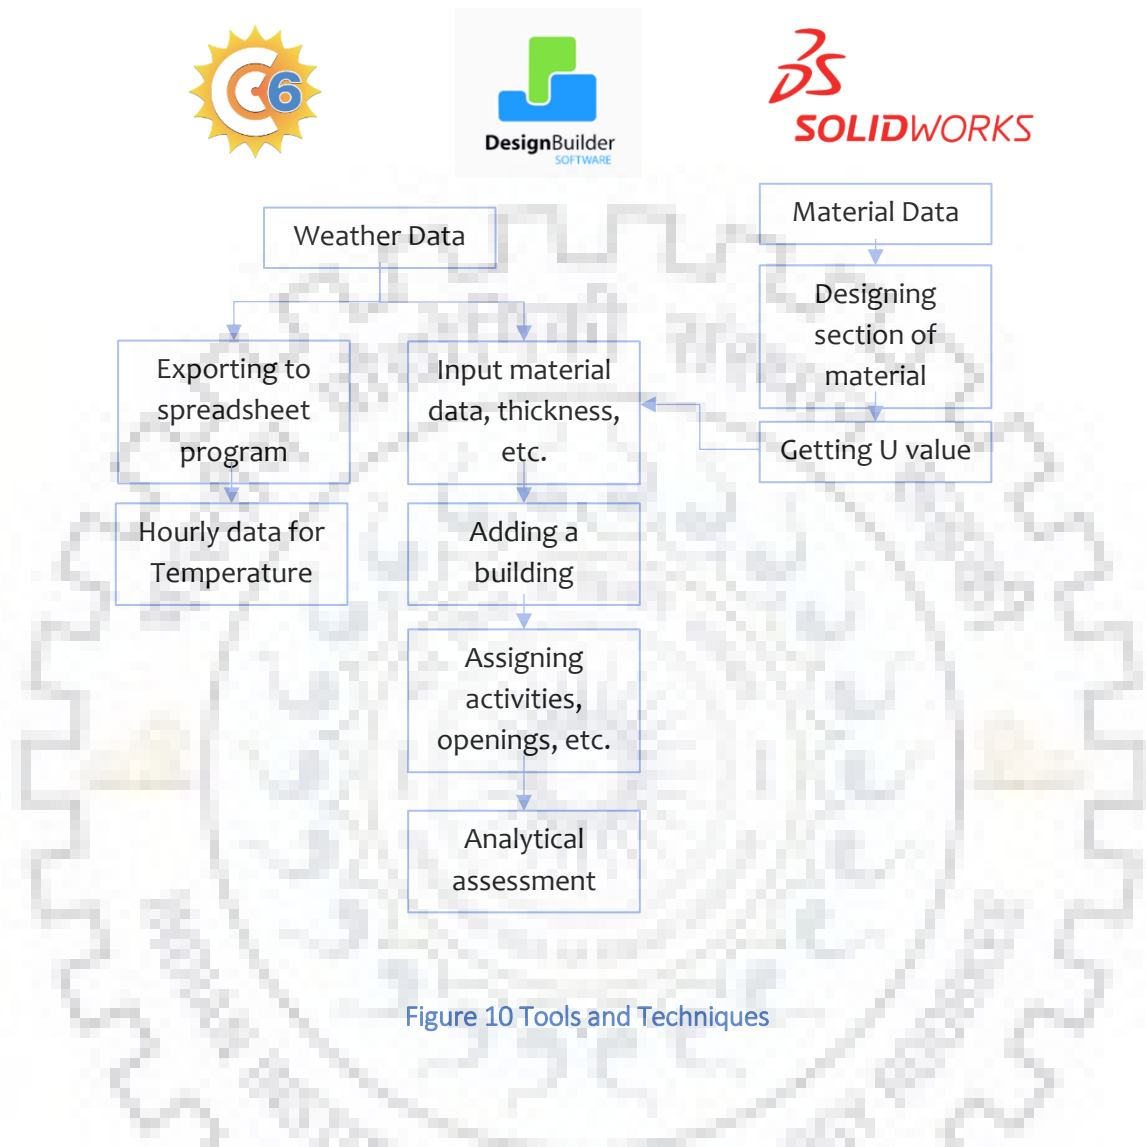 C6
DesignBuilder
SOFTWARE
DS
SOLIDWORKS
Weather Data
Material Data
Designing
section of
material
Getting U value
Exporting to
spreadsheet
program
Input material
data, thickness,
etc.
Hourly data for
Temperature
Adding a
building
Assigning
activities,
openings, etc.
Analytical
assessment
Figure 10 Tools and Techniques